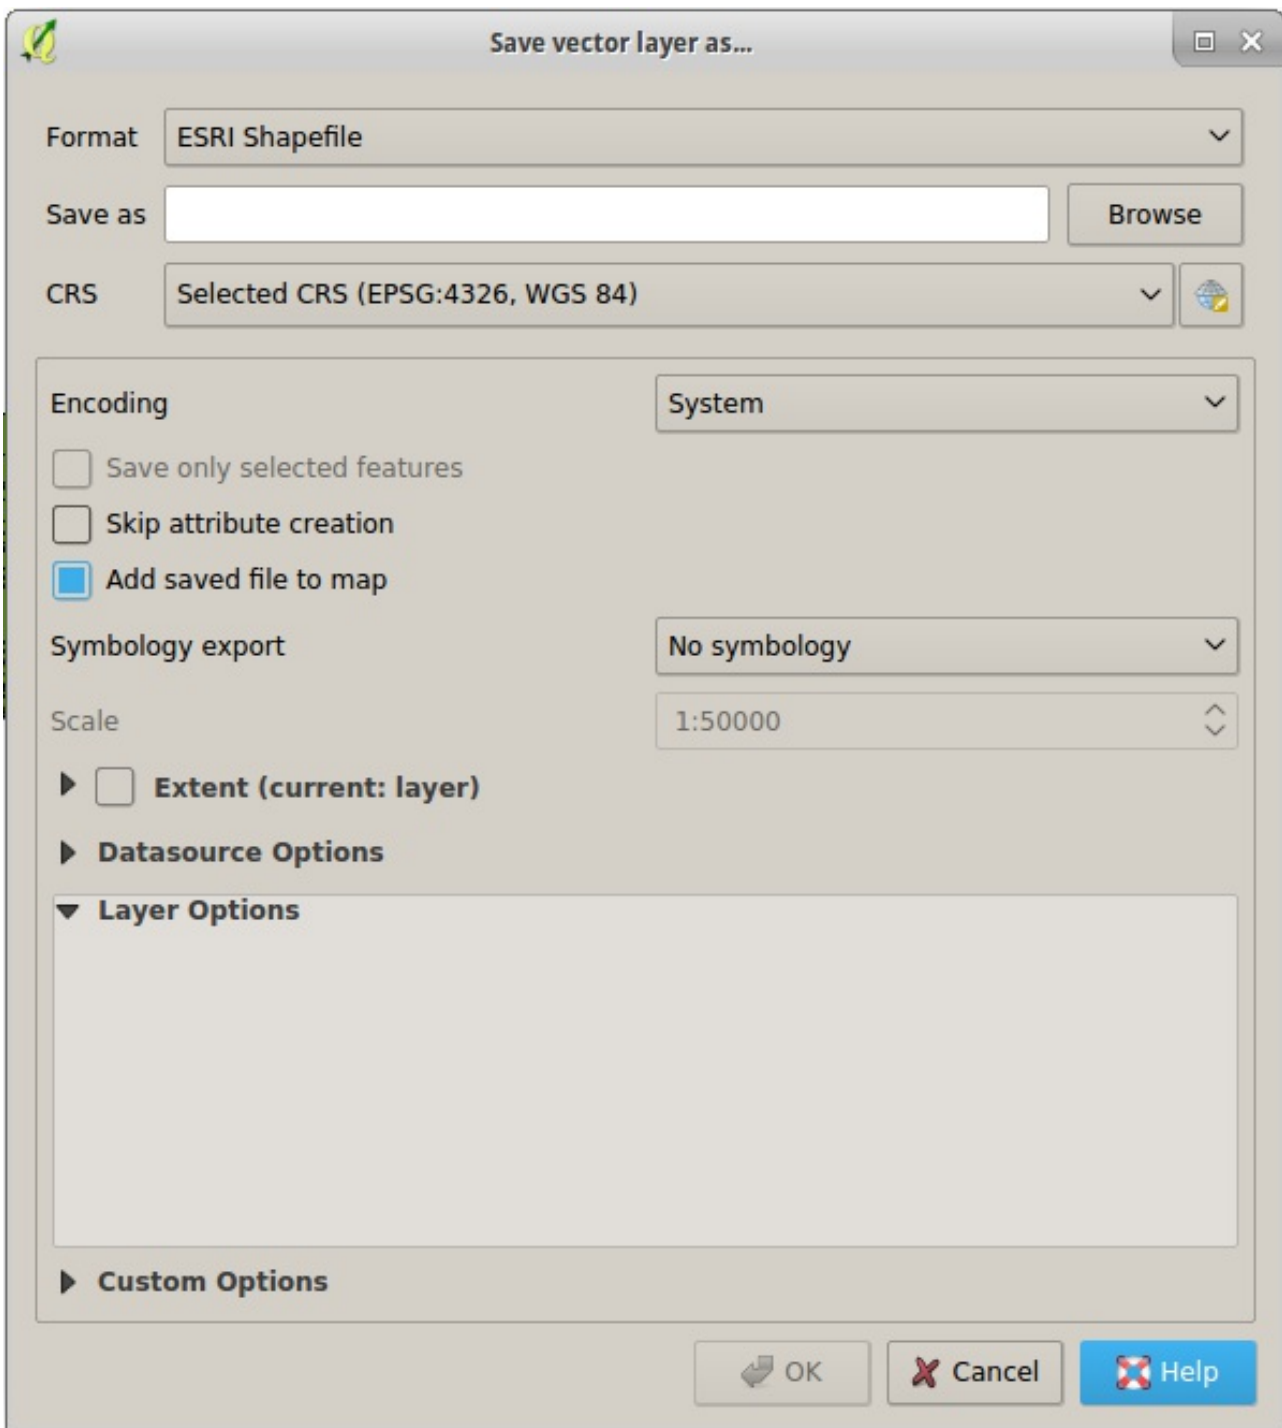 Save vector layer as...
Format ESRI Shapefile
Save as Browse
CRS Selected CRS (EPSG:4326, WGS 84)
Encoding System
Save only selected features
Skip attribute creation
Add saved file to map
Symbology export No symbology
Scale 1:50000
Extent (current: layer)
Datasource Options
Layer Options
Custom Options
OK Cancel Help